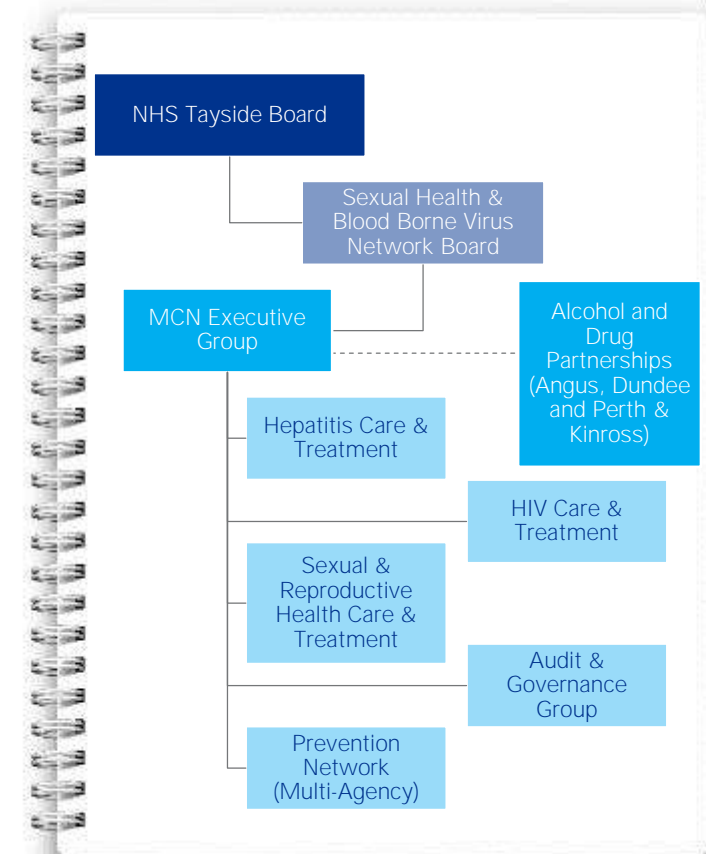 NHS Tayside Board
Sexual Health &
Blood Borne Virus
Network Board
MCN Executive
Group
Alcohol and
Drug
Partnerships
(Angus, Dundee
and Perth &
Kinross)
Hepatitis Care &
Treatment
HIV Care &
Treatment
Sexual &
Reproductive
Health Care &
Treatment
Audit &
Governance
Group
Prevention
Network
(Multi-Agency)